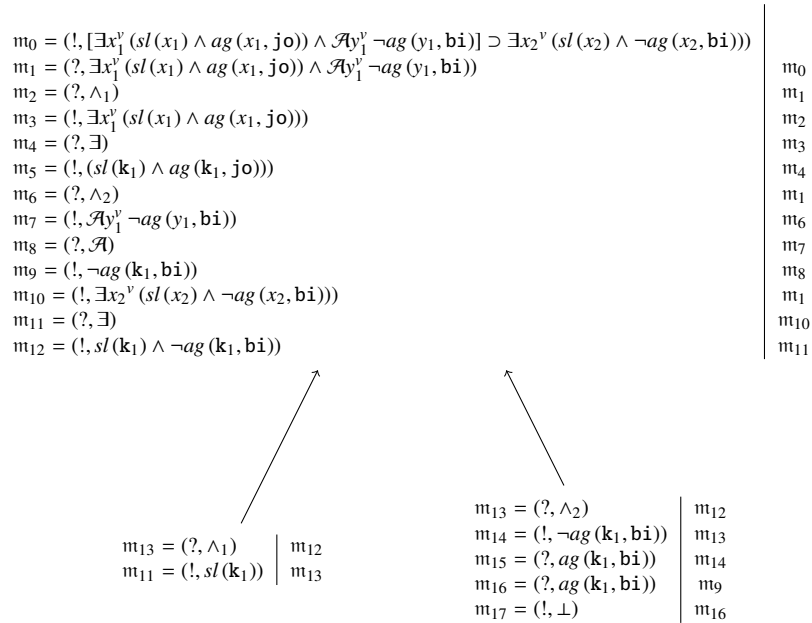 𝔪₀ = (!, [∃x₁ᵛ (sl(x₁) ∧ ag(x₁, jo)) ∧ 𝒜y₁ᵛ ¬ag(y₁, bi)] ⊃ ∃x₂ᵛ (sl(x₂) ∧ ¬ag(x₂, bi)))
𝔪₁ = (?, ∃x₁ᵛ (sl(x₁) ∧ ag(x₁, jo)) ∧ 𝒜y₁ᵛ ¬ag(y₁, bi)) 𝔪₀
𝔪₂ = (?, ∧₁) 𝔪₁
𝔪₃ = (!, ∃x₁ᵛ (sl(x₁) ∧ ag(x₁, jo))) 𝔪₂
𝔪₄ = (?, ∃) 𝔪₃
𝔪₅ = (!, (sl(k₁) ∧ ag(k₁, jo))) 𝔪₄
𝔪₆ = (?, ∧₂) 𝔪₁
𝔪₇ = (!, 𝒜y₁ᵛ ¬ag(y₁, bi)) 𝔪₆
𝔪₈ = (?, 𝒜) 𝔪₇
𝔪₉ = (!, ¬ag(k₁, bi)) 𝔪₈
𝔪₁₀ = (!, ∃x₂ᵛ (sl(x₂) ∧ ¬ag(x₂, bi))) 𝔪₁
𝔪₁₁ = (?, ∃) 𝔪₁₀
𝔪₁₂ = (!, sl(k₁) ∧ ¬ag(k₁, bi)) 𝔪₁₁
𝔪₁₃ = (?, ∧₁) 𝔪₁₂
𝔪₁₁ = (!, sl(k₁)) 𝔪₁₃
𝔪₁₃ = (?, ∧₂) 𝔪₁₂
𝔪₁₄ = (!, ¬ag(k₁, bi)) 𝔪₁₃
𝔪₁₅ = (?, ag(k₁, bi)) 𝔪₁₄
𝔪₁₆ = (?, ag(k₁, bi)) 𝔪₉
𝔪₁₇ = (!, ⊥) 𝔪₁₆